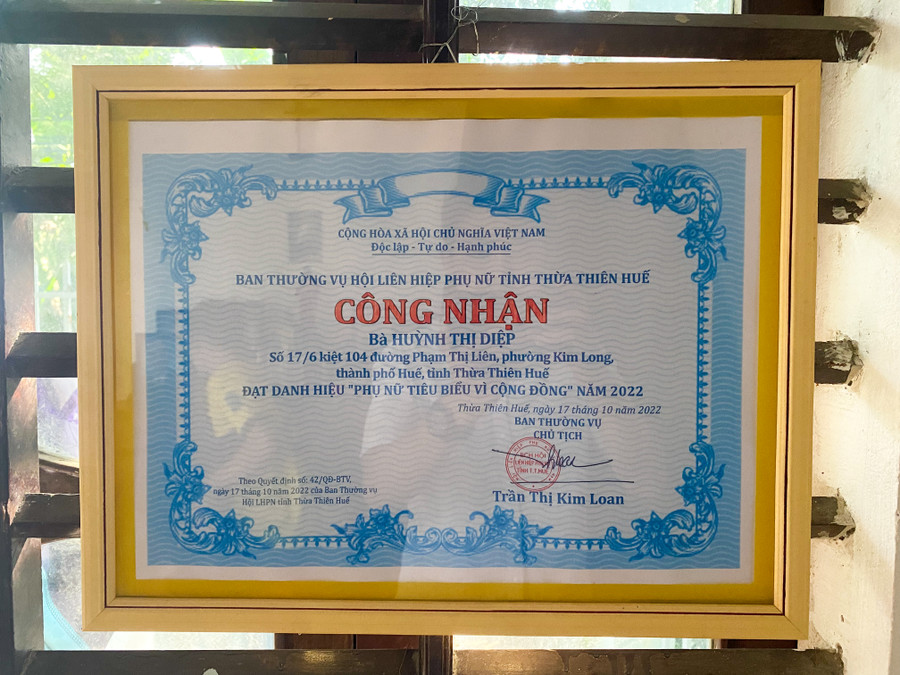 CỘNG HÒA XÃ HỘI CHỦ NGHĨA VIỆT NAM
Độc lập - Tự do - Hạnh phúc
BAN THƯỜNG VỤ HỘI LIÊN HIỆP PHỤ NỮ TỈNH THỪA THIÊN HUẾ
CÔNG NHẬN
Bà HUỲNH THỊ DIỆP
Số 17/6 kiệt 104 đường Phạm Thị Liên, phường Kim Long,
thành phố Huế, tỉnh Thừa Thiên Huế
ĐẠT DANH HIỆU "PHỤ NỮ TIÊU BIỂU VÌ CỘNG ĐỒNG" NĂM 2022
Thừa Thiên Huế, ngày 17 tháng 10 năm 2022
BAN THƯỜNG VỤ
CHỦ TỊCH
Trần Thị Kim Loan
Theo Quyết định số: 42/QĐ-BTV,
ngày 17 tháng 10 năm 2022 của Ban Thường vụ
Hội LHPN tỉnh Thừa Thiên Huế